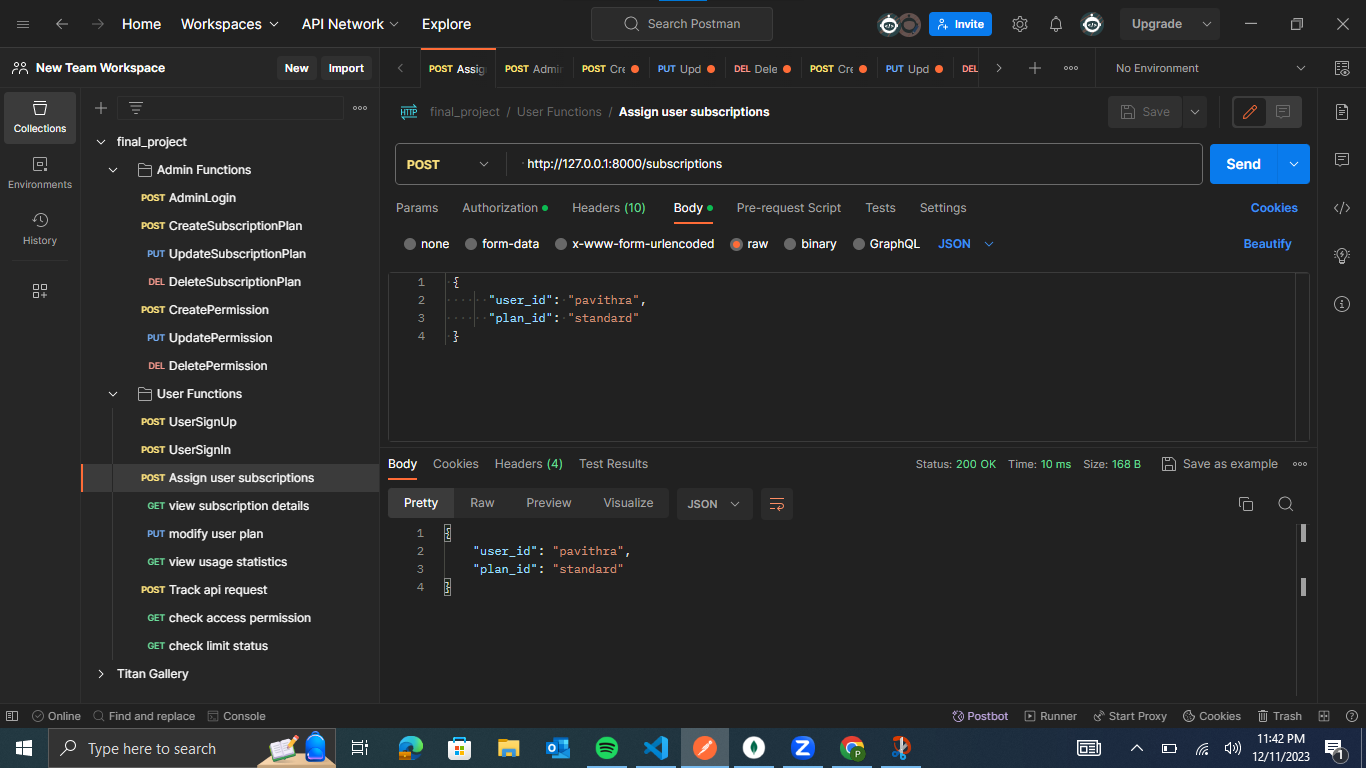 Home Workspaces API Network Explore Search Postman Invite Upgrade
New Team Workspace New Import
POST Assig POST Admi POST Cre PUT Upd DEL Dele POST Cre PUT Upd DEL No Environment
Collections
Environments
History
final_project
Admin Functions
POST AdminLogin
POST CreateSubscriptionPlan
PUT UpdateSubscriptionPlan
DEL DeleteSubscriptionPlan
POST CreatePermission
PUT UpdatePermission
DEL DeletePermission
User Functions
POST UserSignUp
POST UserSignIn
POST Assign user subscriptions
GET view subscription details
PUT modify user plan
GET view usage statistics
POST Track api request
GET check access permission
GET check limit status
Titan Gallery
HTTP final_project / User Functions / Assign user subscriptions Save
POST http://127.0.0.1:8000/subscriptions Send
Params Authorization Headers (10) Body Pre-request Script Tests Settings Cookies
none form-data x-www-form-urlencoded raw binary GraphQL JSON Beautify
1 {
2 "user_id": "pavithra",
3 "plan_id": "standard"
4 }
Body Cookies Headers (4) Test Results Status: 200 OK Time: 10 ms Size: 168 B Save as example
Pretty Raw Preview Visualize JSON
1 {
2 "user_id": "pavithra",
3 "plan_id": "standard"
4 }
Online Find and replace Console Postbot Runner Start Proxy Cookies Trash
Type here to search
11:42 PM
12/11/2023
1